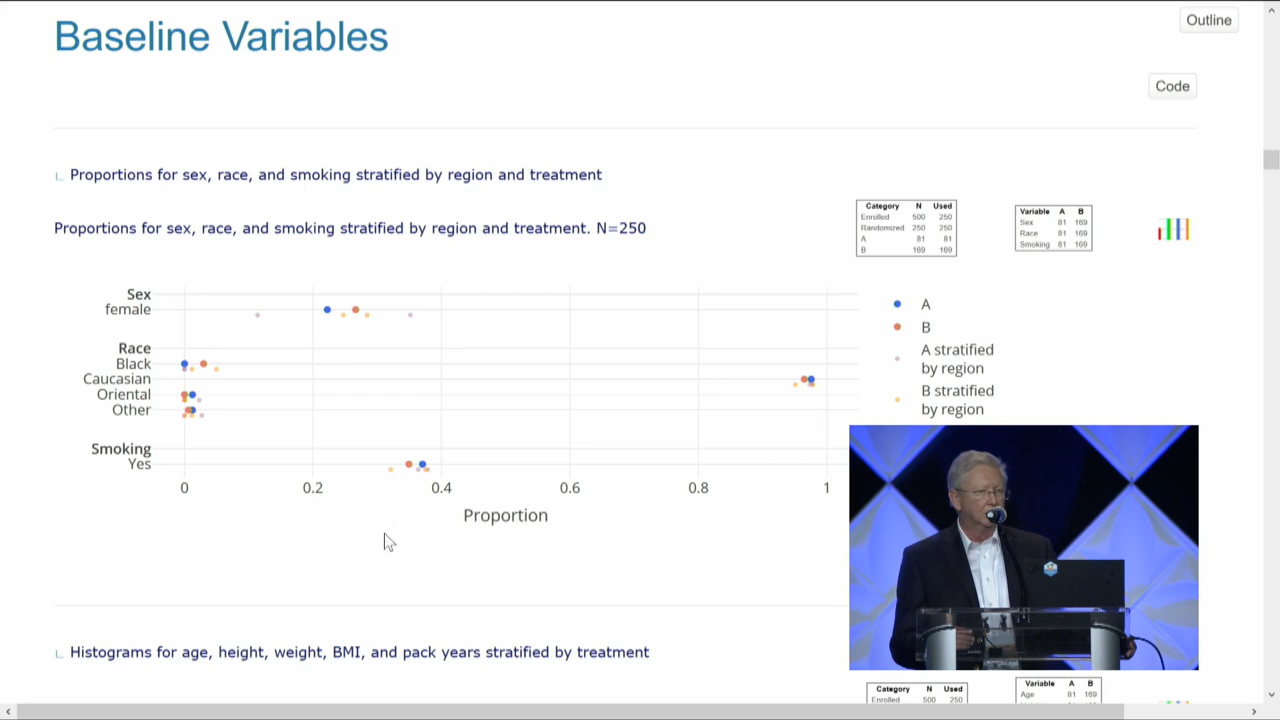 Baseline Variables
Outline
Code
Proportions for sex, race, and smoking stratified by region and treatment
Proportions for sex, race, and smoking stratified by region and treatment. N=250
Category N Used
Enrolled 500 250
Randomized 250 250
A 81 81
B 169 169
Variable A B
Sex 81 169
Race 81 169
Smoking 81 169
Sex
female
Race
Black
Caucasian
Oriental
Other
Smoking
Yes
0 0.2 0.4 0.6 0.8 1
Proportion
A
B
A stratified
by region
B stratified
by region
Histograms for age, height, weight, BMI, and pack years stratified by treatment
Category N Used
Enrolled 500 250
Variable A B
Age 81 169